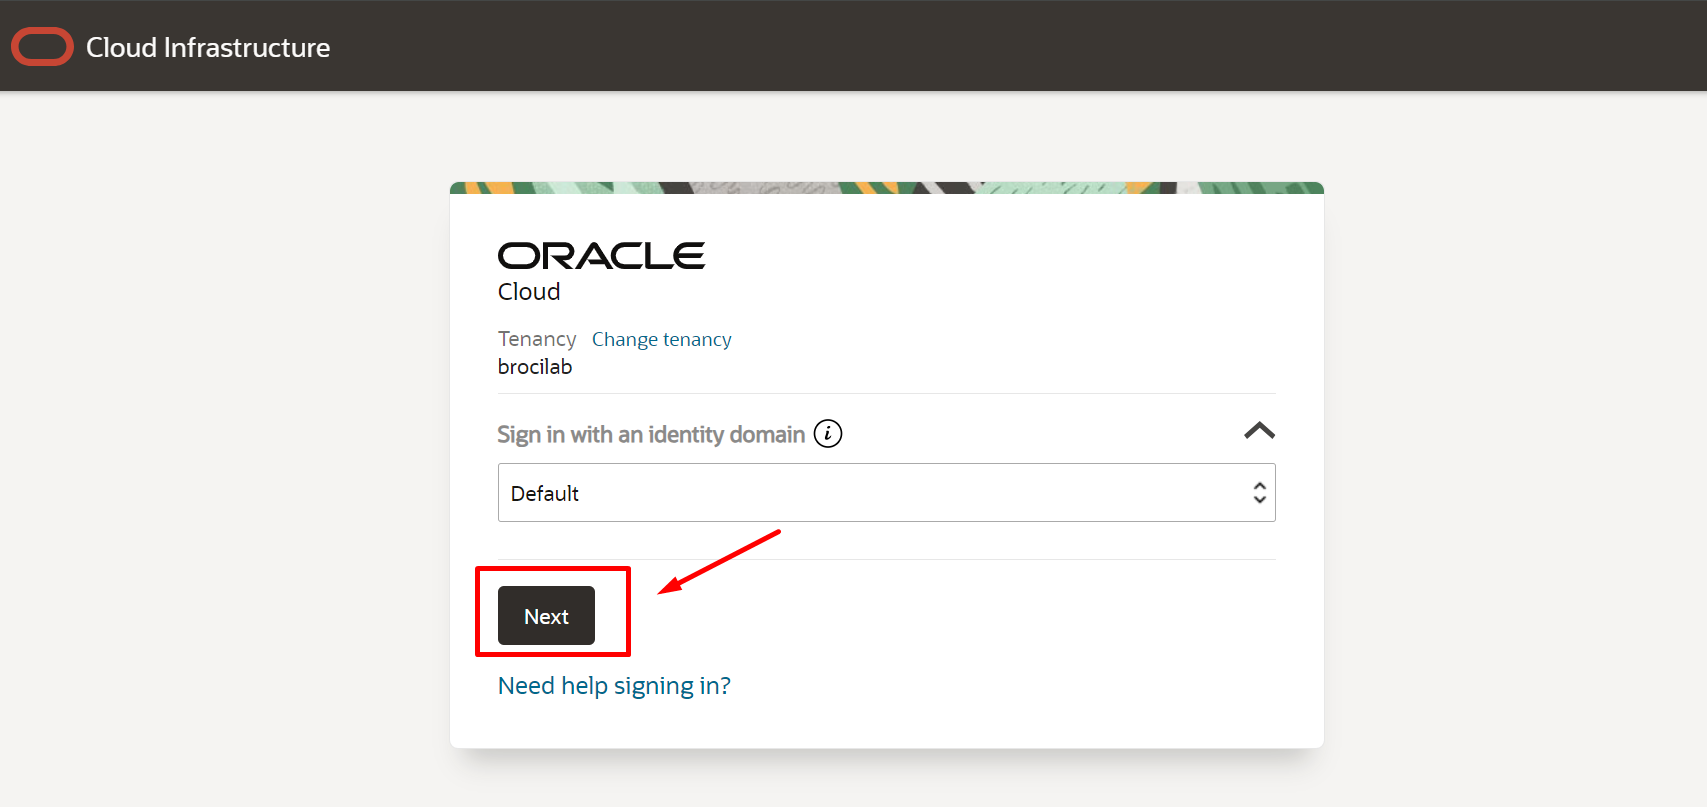 Cloud Infrastructure
ORACLE
Cloud
Tenancy Change tenancy
brocilab
Sign in with an identity domain i
Default
Next
Need help signing in?